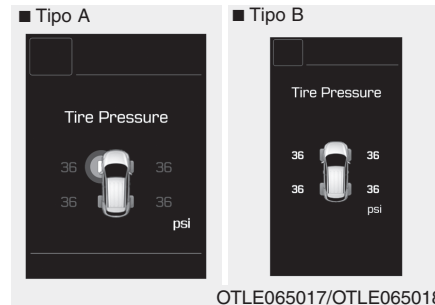 ■ Tipo A
Tire Pressure
36 36
36 36
psi
■ Tipo B
Tire Pressure
36 36
36 36
psi
OTLE065017/OTLE065018